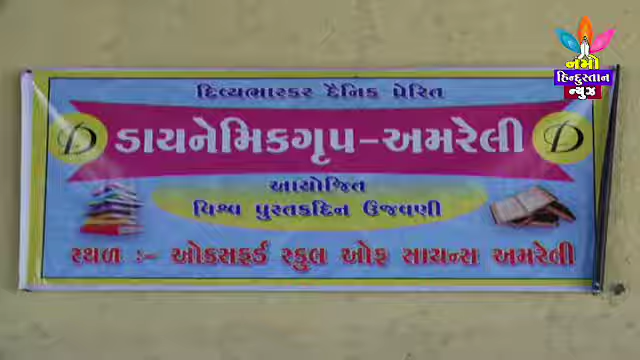 નમો
હિન્દુસ્તાન
ન્યુઝ
દિવ્યભાસ્કર દૈનિક પ્રેરિત
D ડાયનેમિકગૃપ-અમરેલી D
આયોજિત
વિશ્વ પુસ્તકદિન ઉજવણી
સ્થળ :- ઓકસફર્ડ સ્કુલ ઓફ સાયન્સ અમરેલી